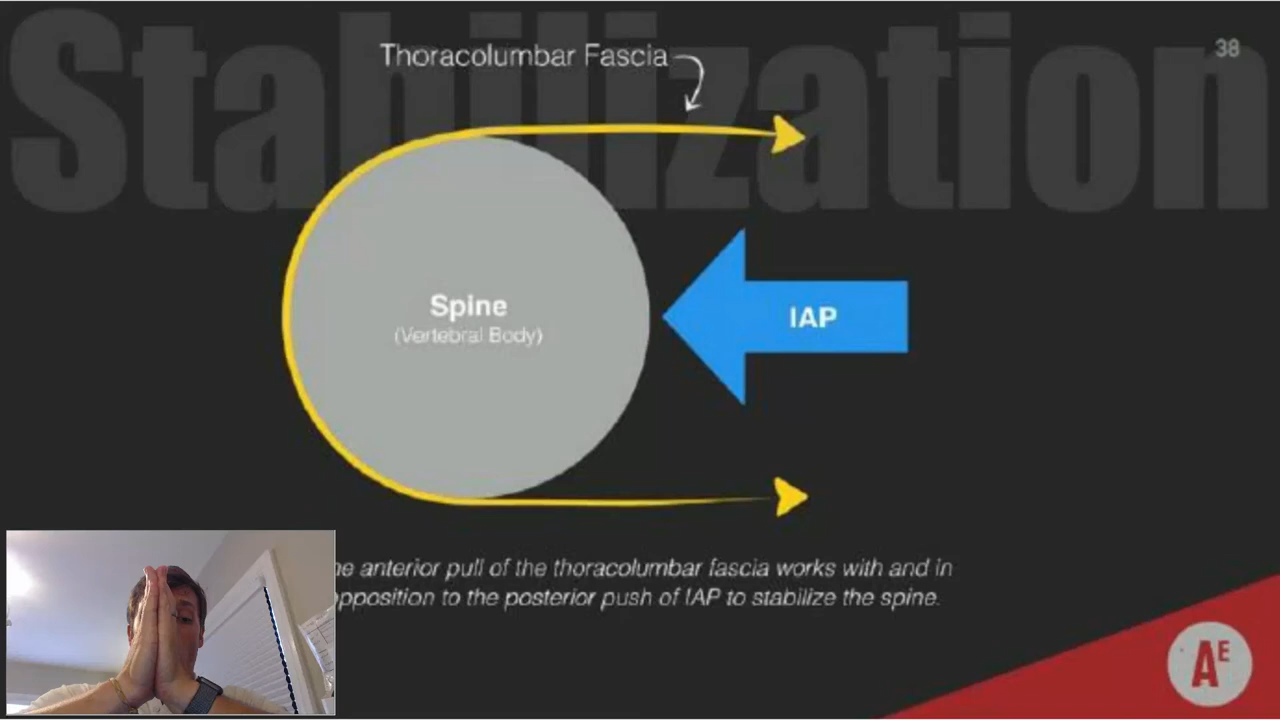 Stabilization
38
Thoracolumbar Fascia
Spine
(Vertebral Body)
IAP
anterior pull of the thoracolumbar fascia works with and in
to the posterior push of IAP to stabilize the spine.
AE